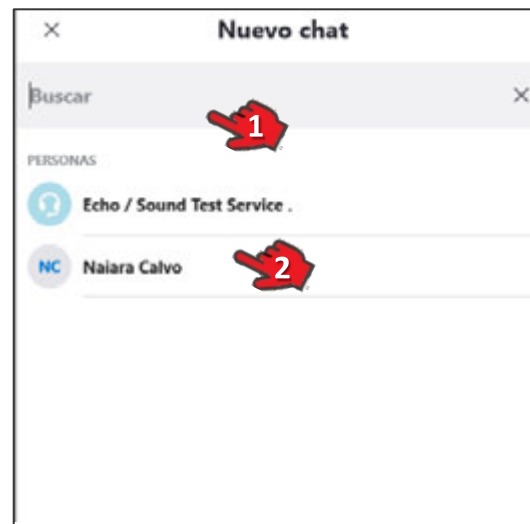 Nuevo chat
Buscar
1
PERSONAS
Echo / Sound Test Service .
NC Naiara Calvo
2